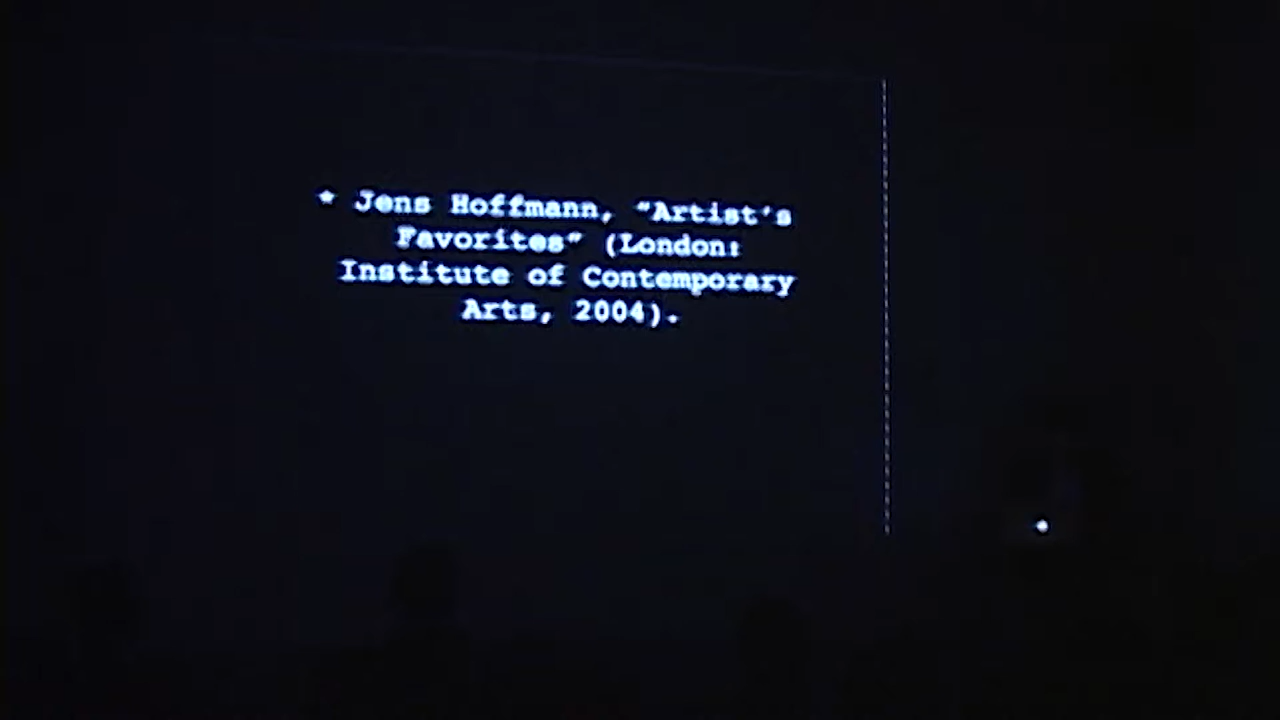 * Jens Hoffmann, “Artist’s
Favorites” (London:
Institute of Contemporary
Arts, 2004).